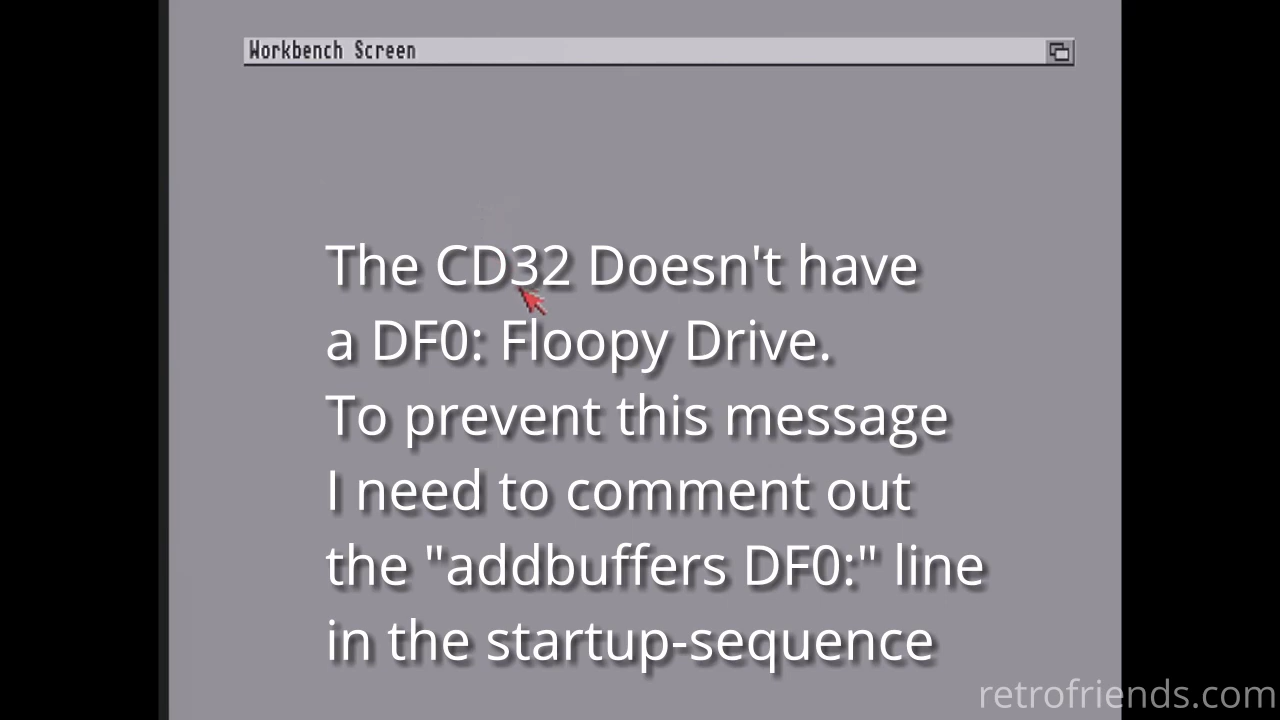 Workbench Screen
The CD32 Doesn't have
a DF0: Floopy Drive.
To prevent this message
I need to comment out
the "addbuffers DF0:" line
in the startup-sequence
retrofriends.com